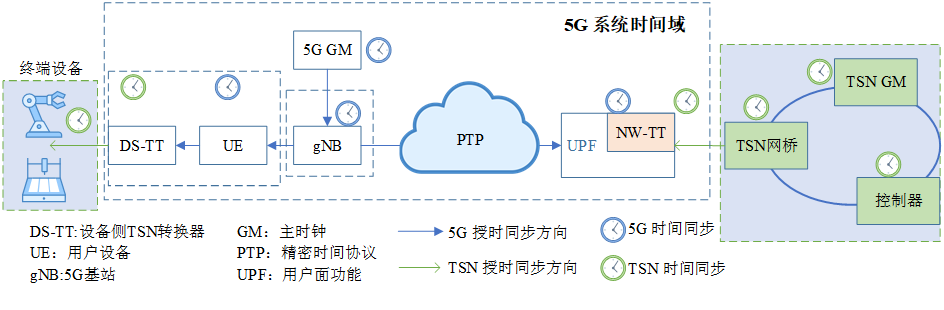 5G 系统时间域
终端设备
5G GM
TSN GM
DS-TT
UE
gNB
PTP
UPF
NW-TT
TSN网桥
控制器
DS-TT:设备侧TSN转换器
GM：主时钟
5G 授时同步方向
5G 时间同步
UE：用户设备
PTP：精密时间协议
gNB:5G基站
UPF：用户面功能
TSN 授时同步方向
TSN 时间同步